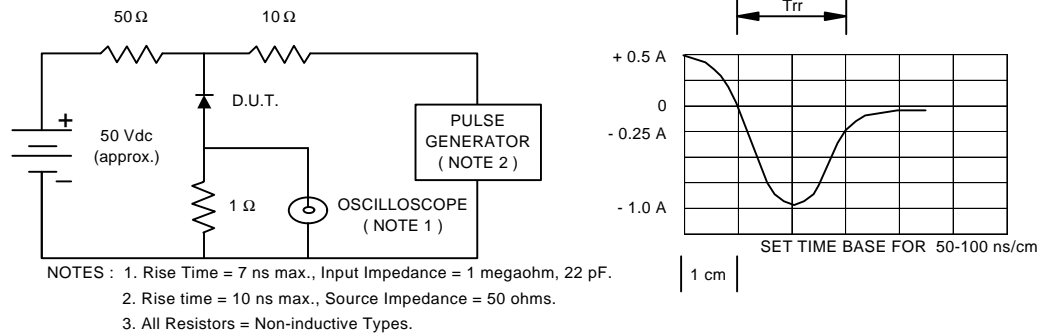 50 Ω
10 Ω
D.U.T.
+
50 Vdc
(approx.)
−
1 Ω
OSCILLOSCOPE
( NOTE 1 )
PULSE
GENERATOR
( NOTE 2 )
Trr
+ 0.5 A
0
- 0.25 A
- 1.0 A
SET TIME BASE FOR 50-100 ns/cm
1 cm
NOTES : 1. Rise Time = 7 ns max., Input Impedance = 1 megaohm, 22 pF.
2. Rise time = 10 ns max., Source Impedance = 50 ohms.
3. All Resistors = Non-inductive Types.